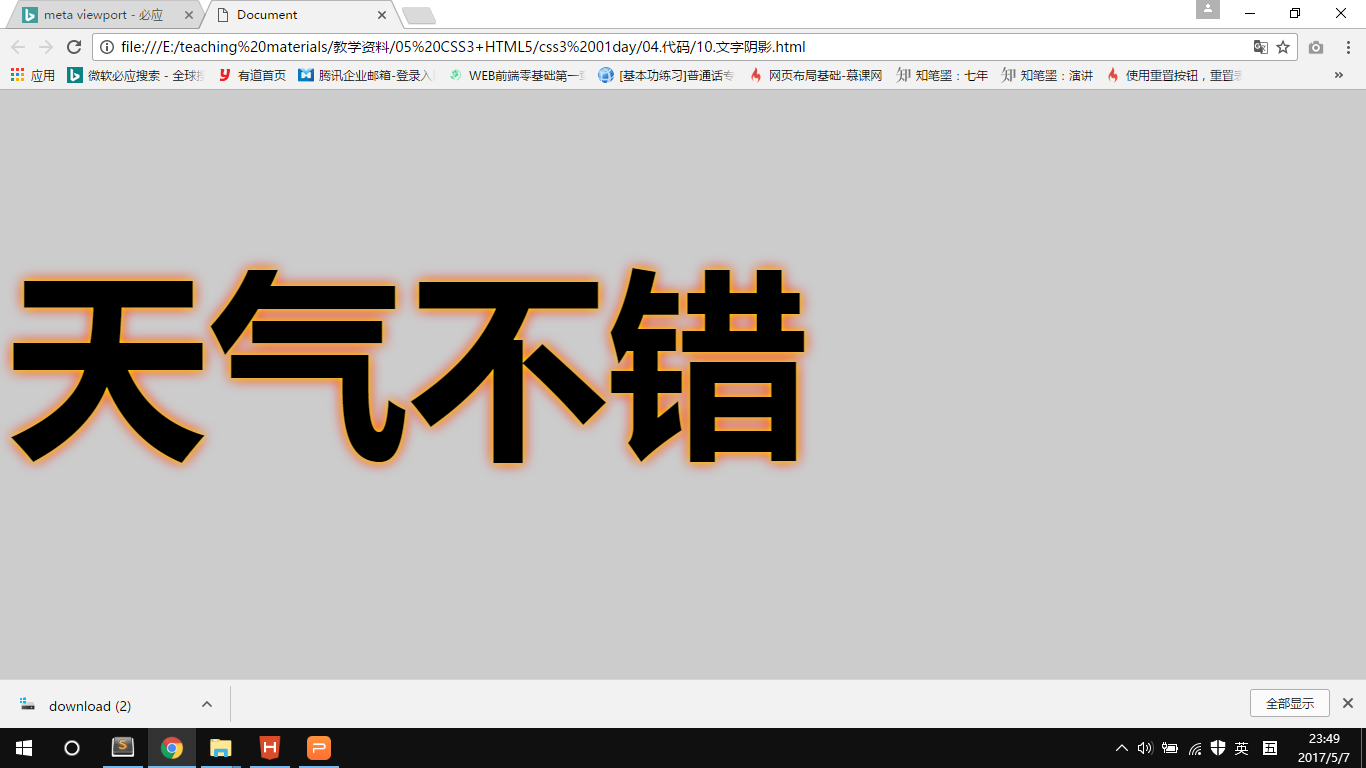 meta viewport - 必应
Document
file:///E:/teaching%20materials/教学资料/05%20CSS3+HTML5/css3%2001day/04.代码/10.文字阴影.html
应用 微软必应搜索 - 全球 有道首页 腾讯企业邮箱-登录入 WEB前端零基础第一 [基本功练习]普通话专 网页布局基础-慕课网 知笔墨：七年 知笔墨：演讲 使用重置按钮，重置 »
天气不错
download (2)
全部显示
英
23:49
2017/5/7